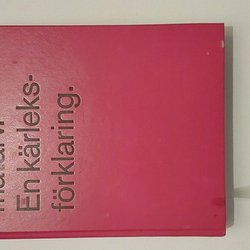 En kärleks-
förklaring.